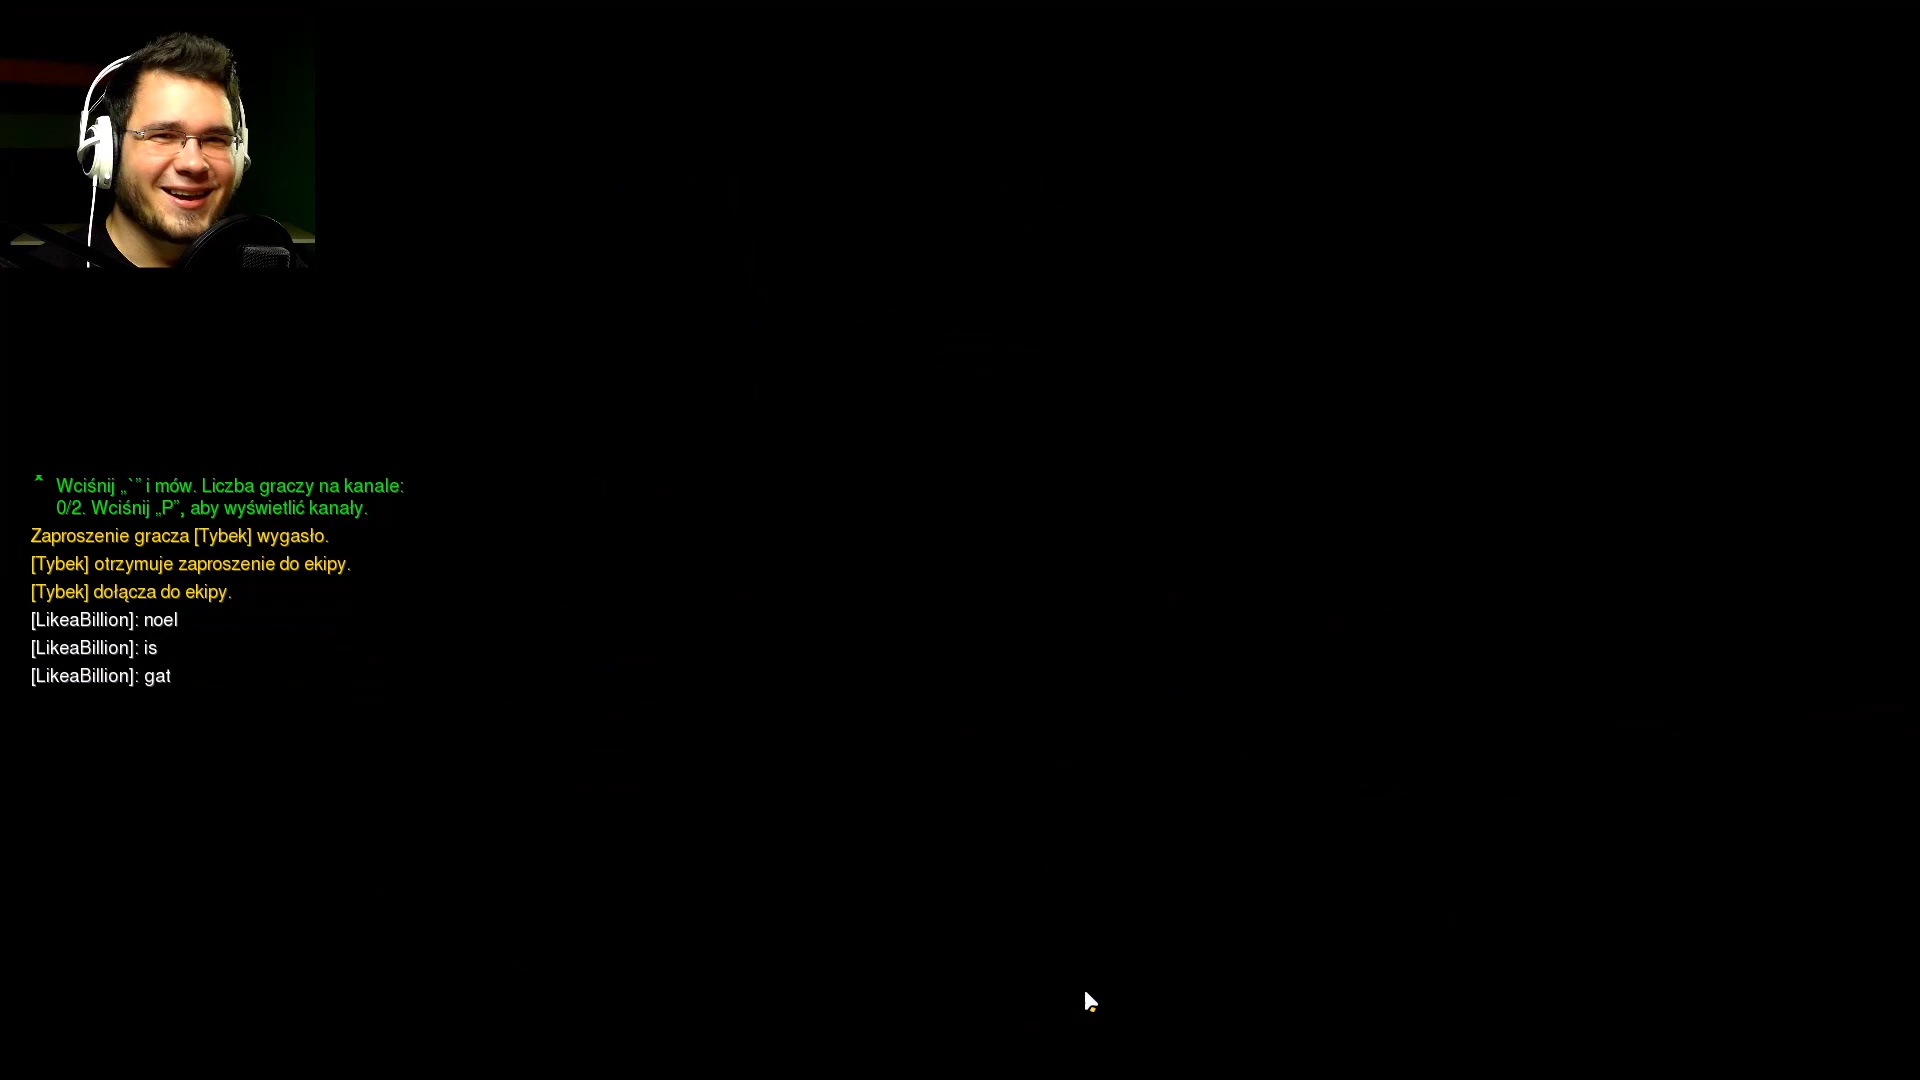 Wciśnij „`” i mów. Liczba graczy na kanale:
0/2. Wciśnij „P”, aby wyświetlić kanały.
Zaproszenie gracza [Tybek] wygasło.
[Tybek] otrzymuje zaproszenie do ekipy.
[Tybek] dołącza do ekipy.
[LikeaBillion]: noel
[LikeaBillion]: is
[LikeaBillion]: gat